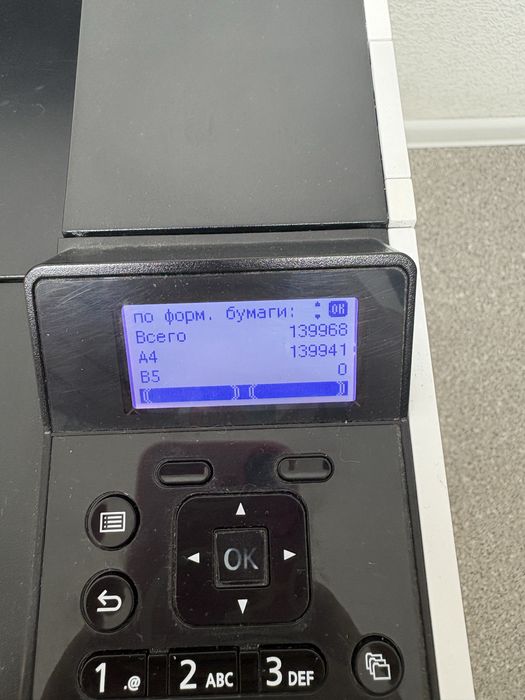 по форм. бумаги: OK
Всего 139968
A4 139941
B5 0
OK
1 .@ 2 ABC 3 DEF